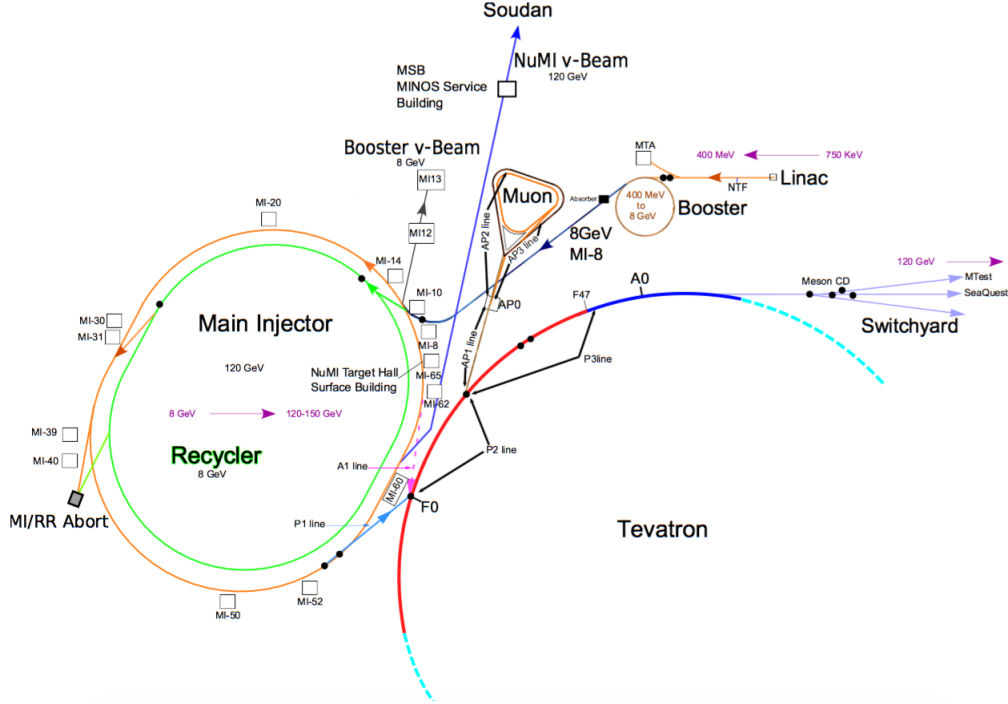 Soudan
NuMI v-Beam
120 GeV
MSB
MINOS Service
Building
Booster v-Beam
8 GeV
MI13
MI12
MTA
400 MeV
750 KeV
Linac
NTF
Muon
Absorber
400 MeV
to
8 GeV
Booster
8GeV
MI-8
AP2 line
AP3 line
MI-20
MI-14
MI-10
AP0
120 GeV
MTest
Meson CD
SeaQuest
Switchyard
A0
F47
MI-30
MI-31
Main Injector
MI-8
AP1 line
P3line
NuMI Target Hall
Surface Building
MI-65
120 GeV
MI-62
8 GeV
120-150 GeV
MI-39
MI-40
Recycler
8 GeV
A1 line
P2 line
MI-60
F0
MI/RR Abort
P1 line
Tevatron
MI-52
MI-50